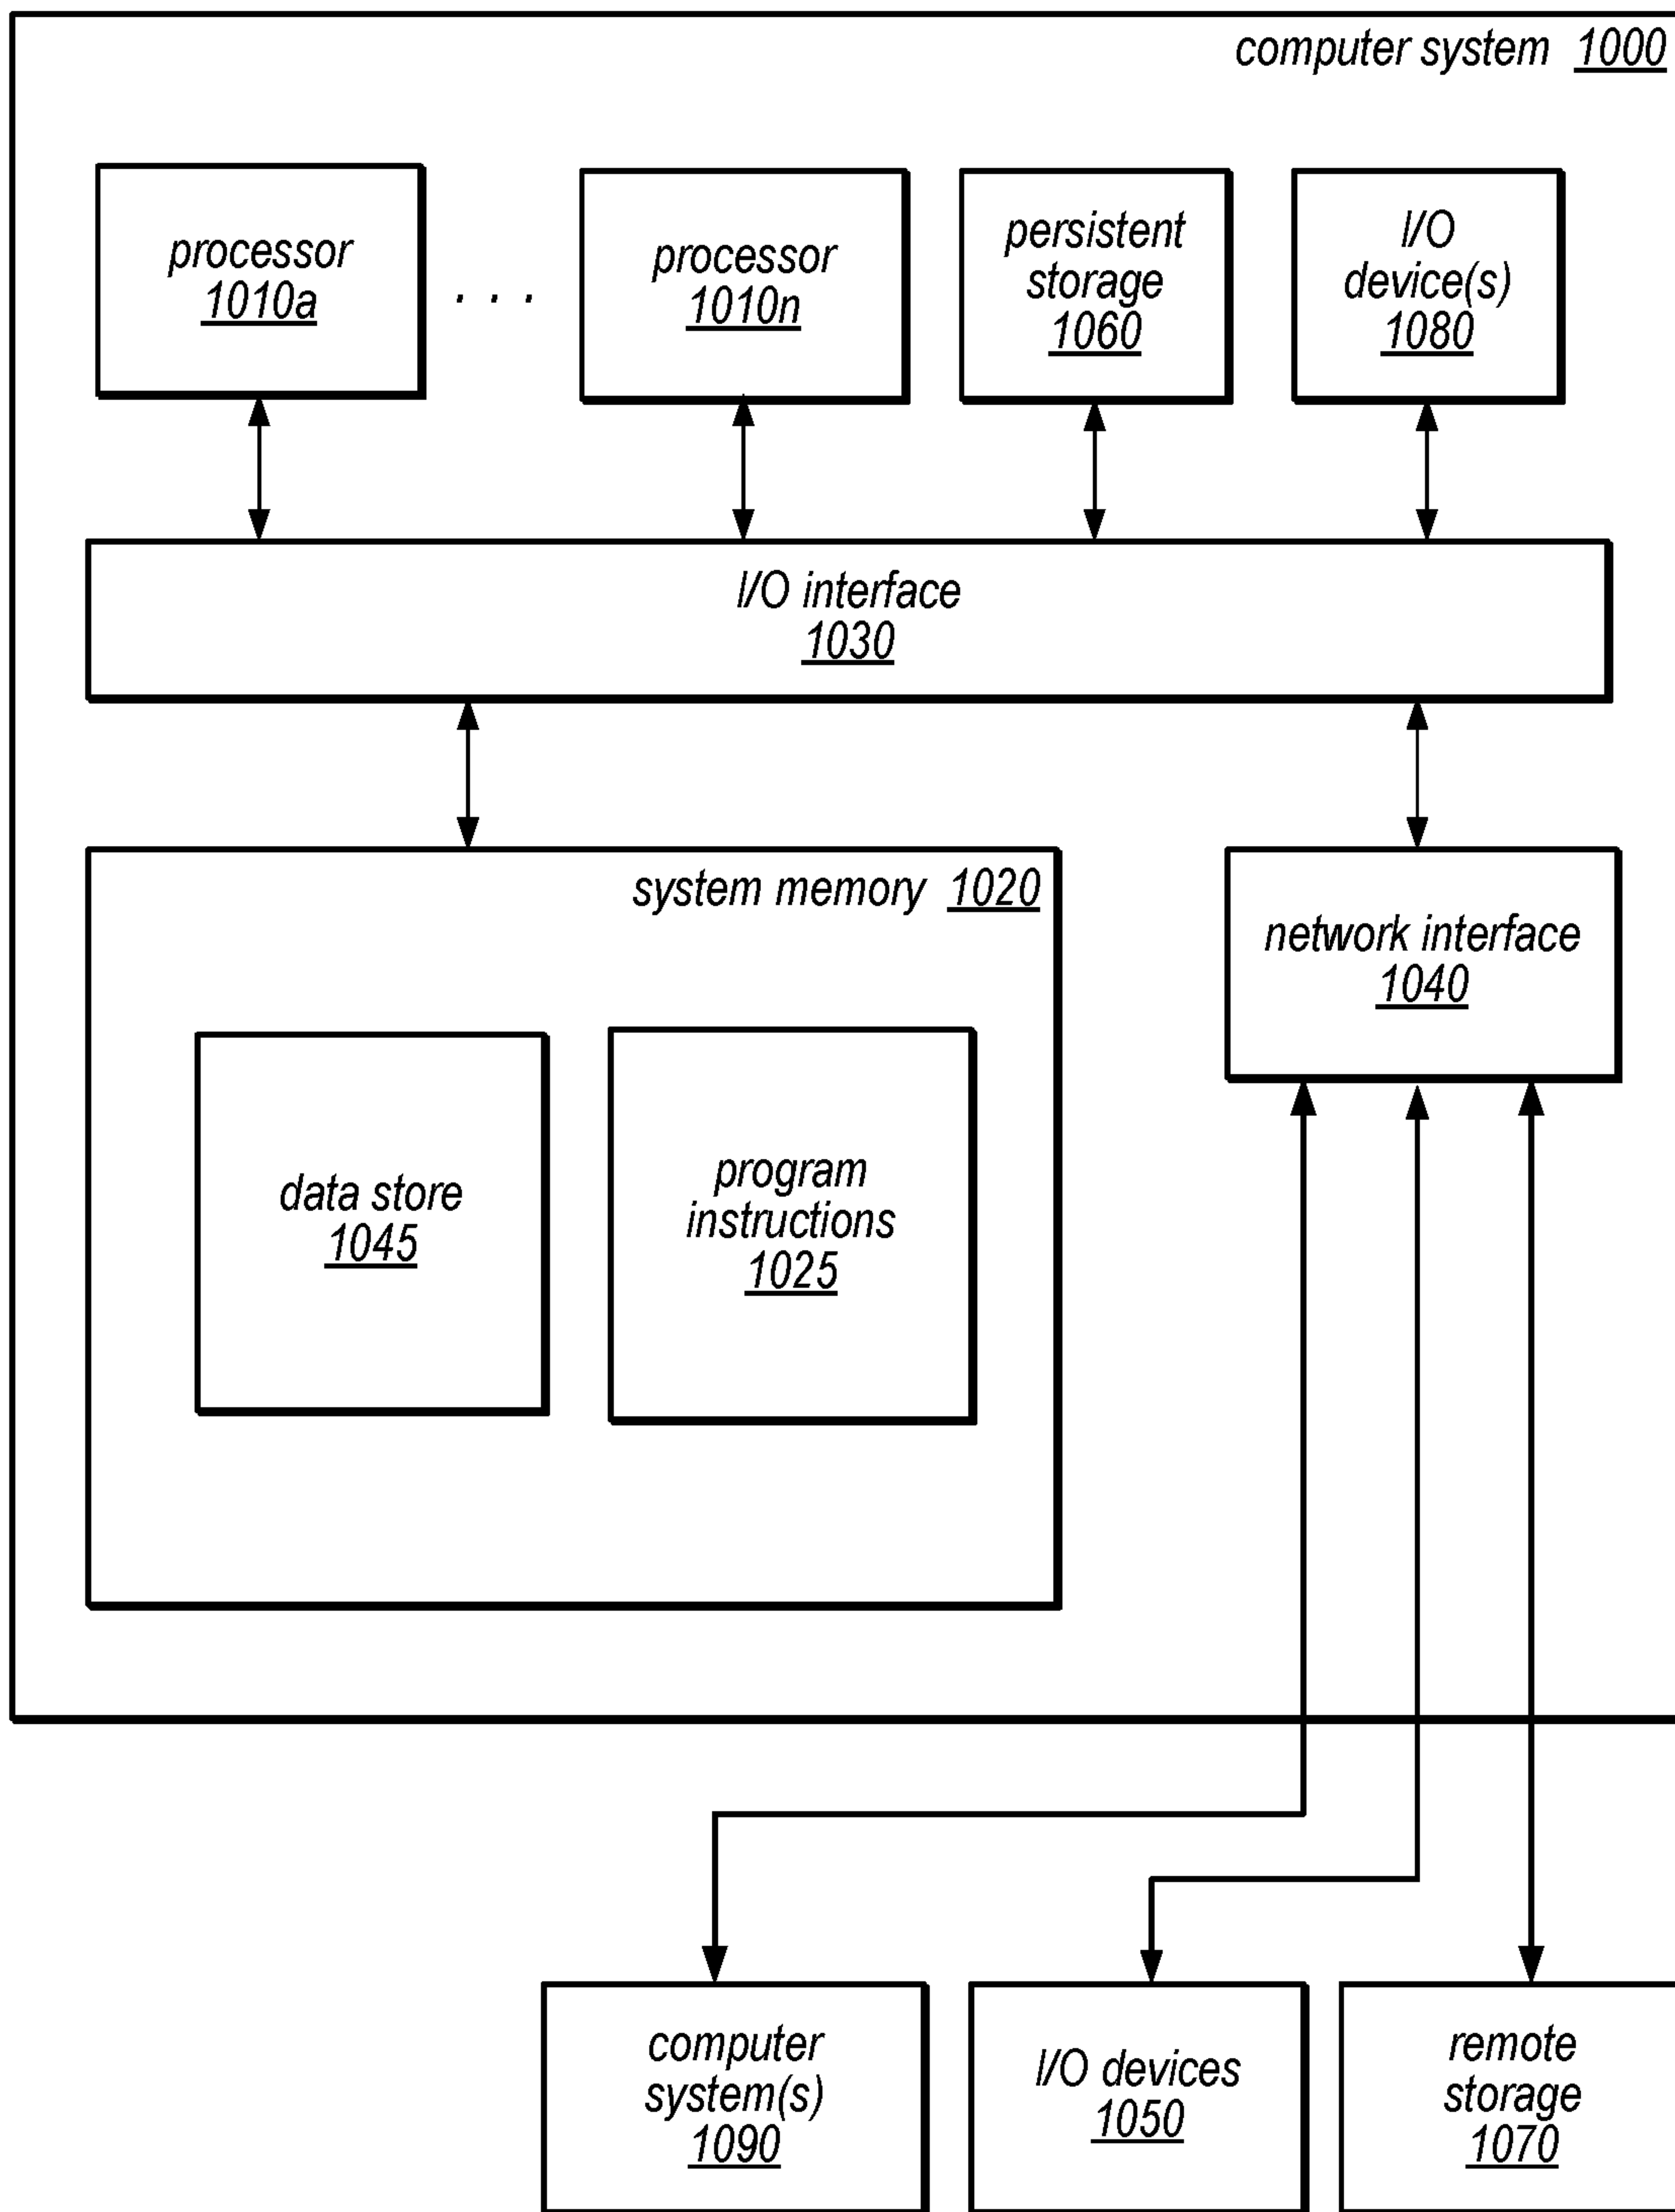 computer system 1000
processor
1010a
. . .
processor
1010n
persistent
storage
1060
I/O
device(s)
1080
I/O interface
1030
system memory 1020
network interface
1040
data store
1045
program
instructions
1025
computer
system(s)
1090
I/O devices
1050
remote
storage
1070